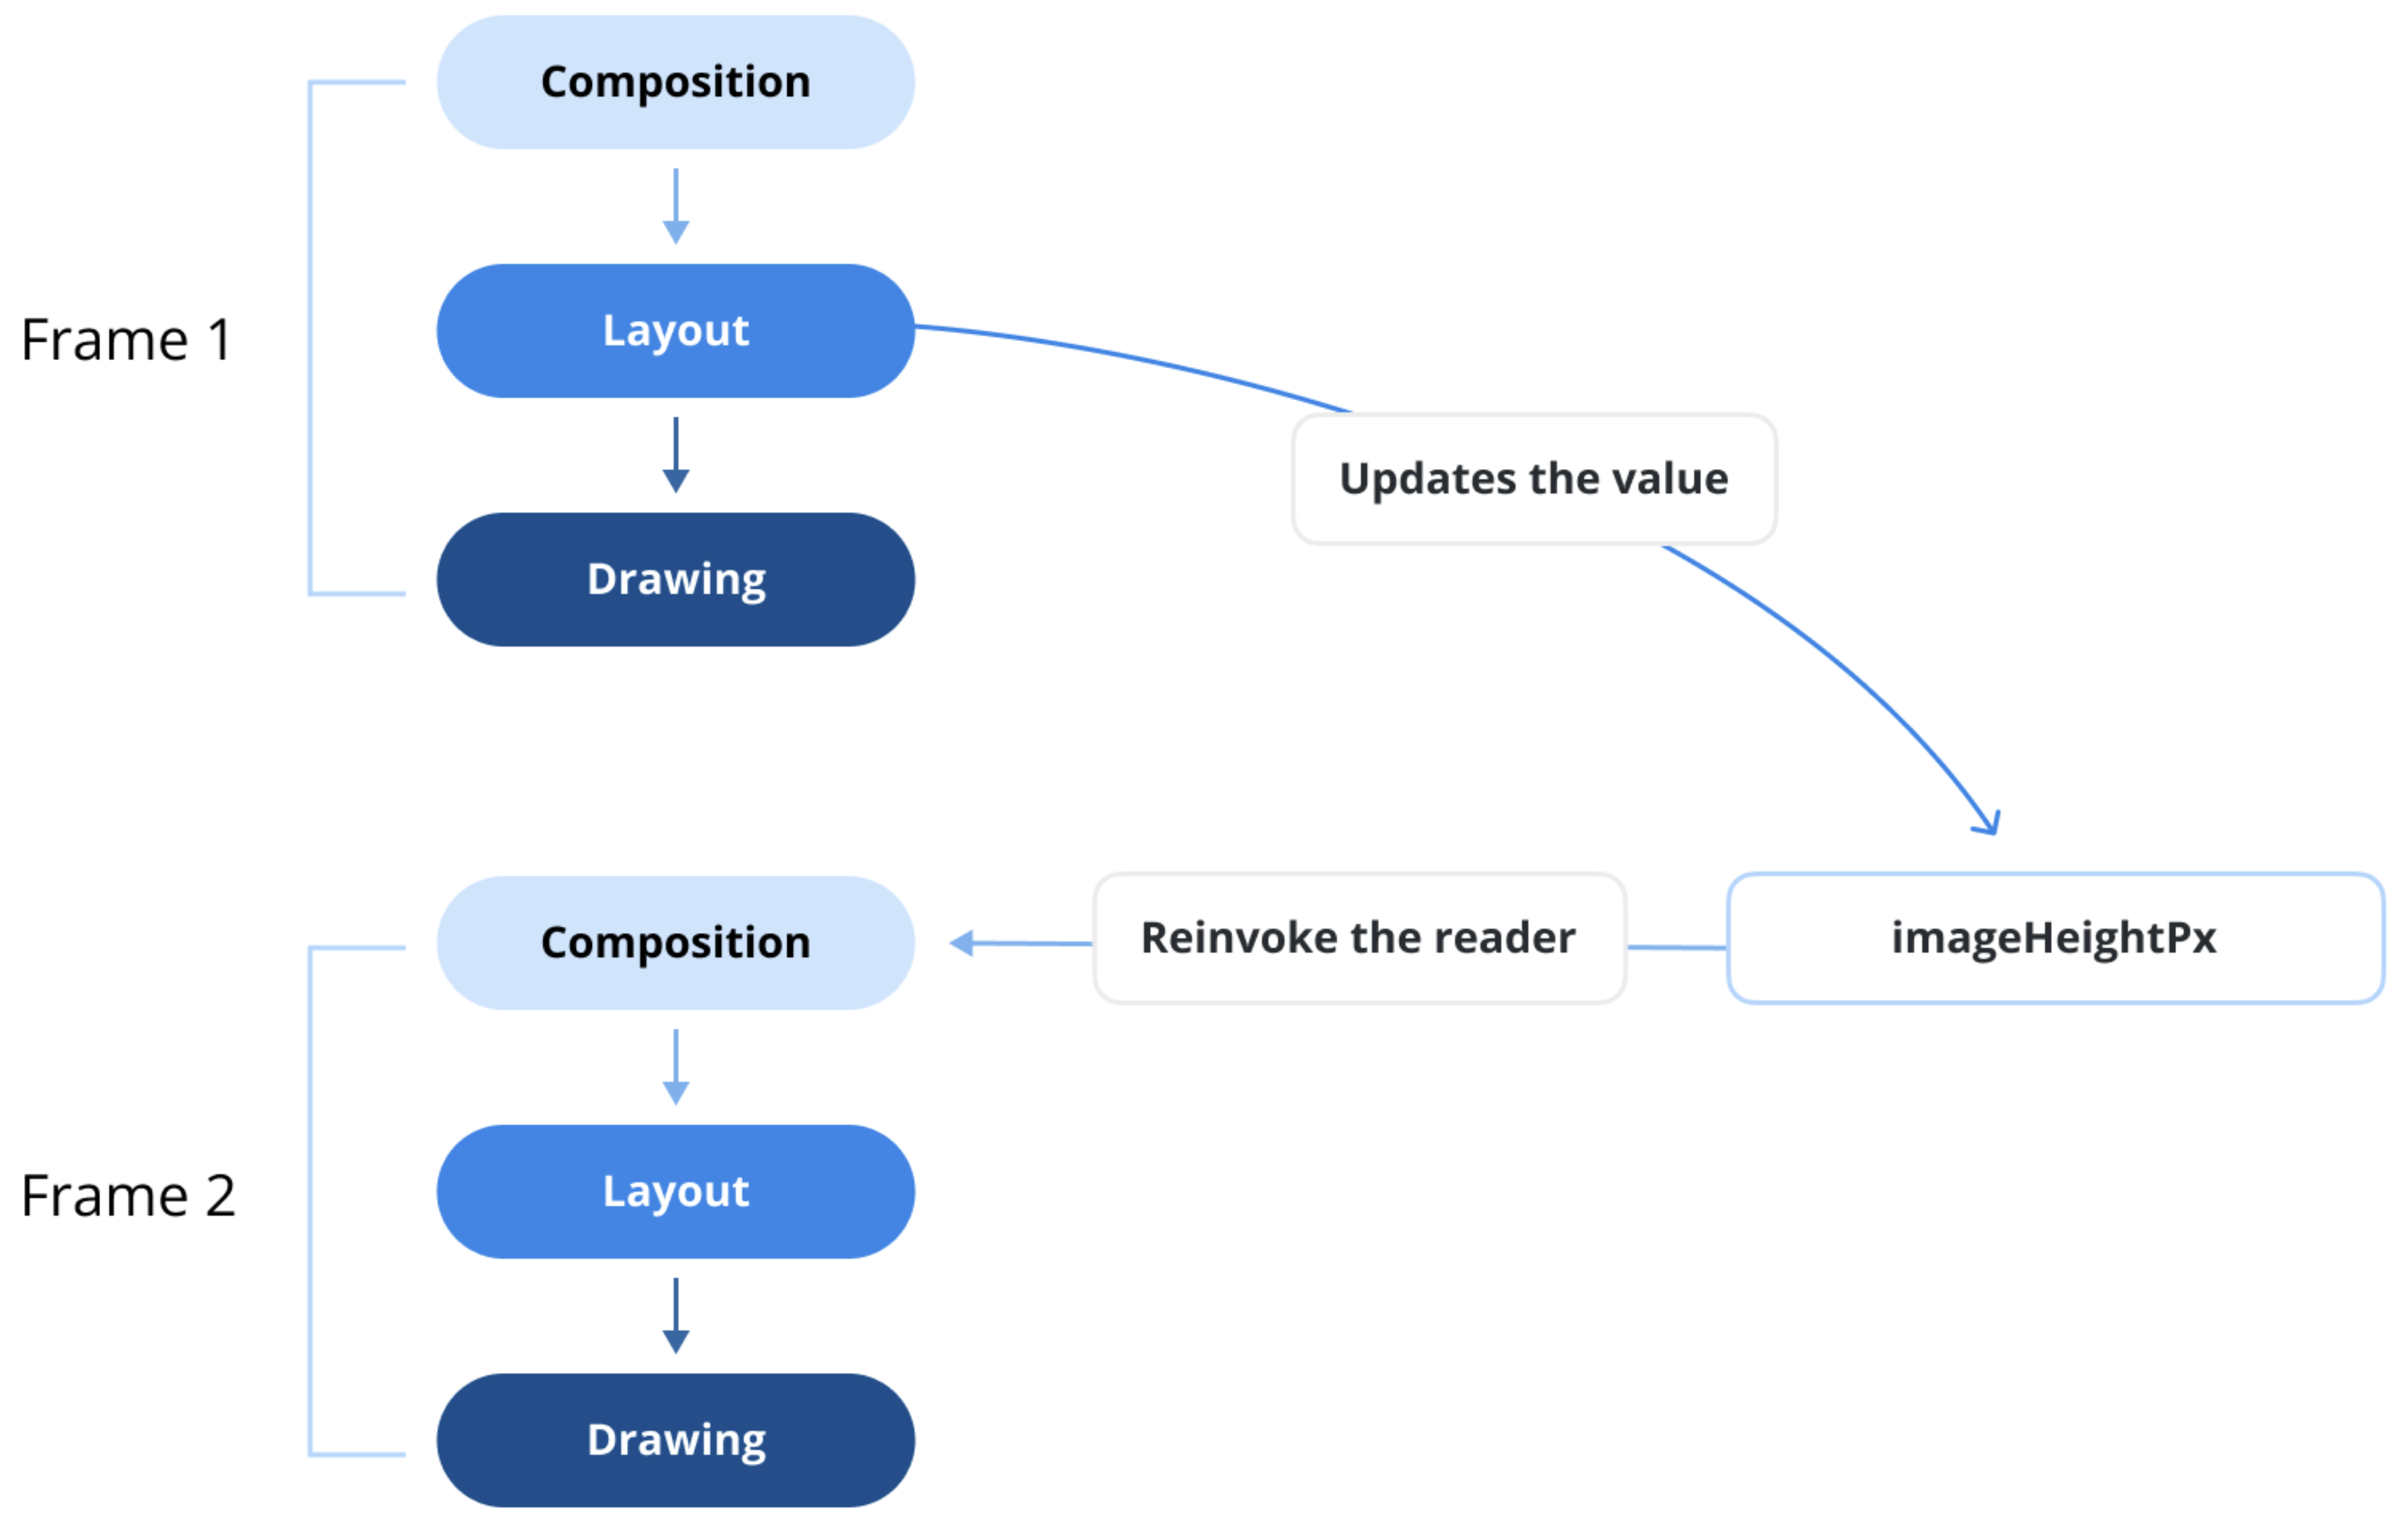 Composition
Frame 1
Layout
Updates the value
Drawing
Composition
Reinvoke the reader
imageHeightPx
Frame 2
Layout
Drawing